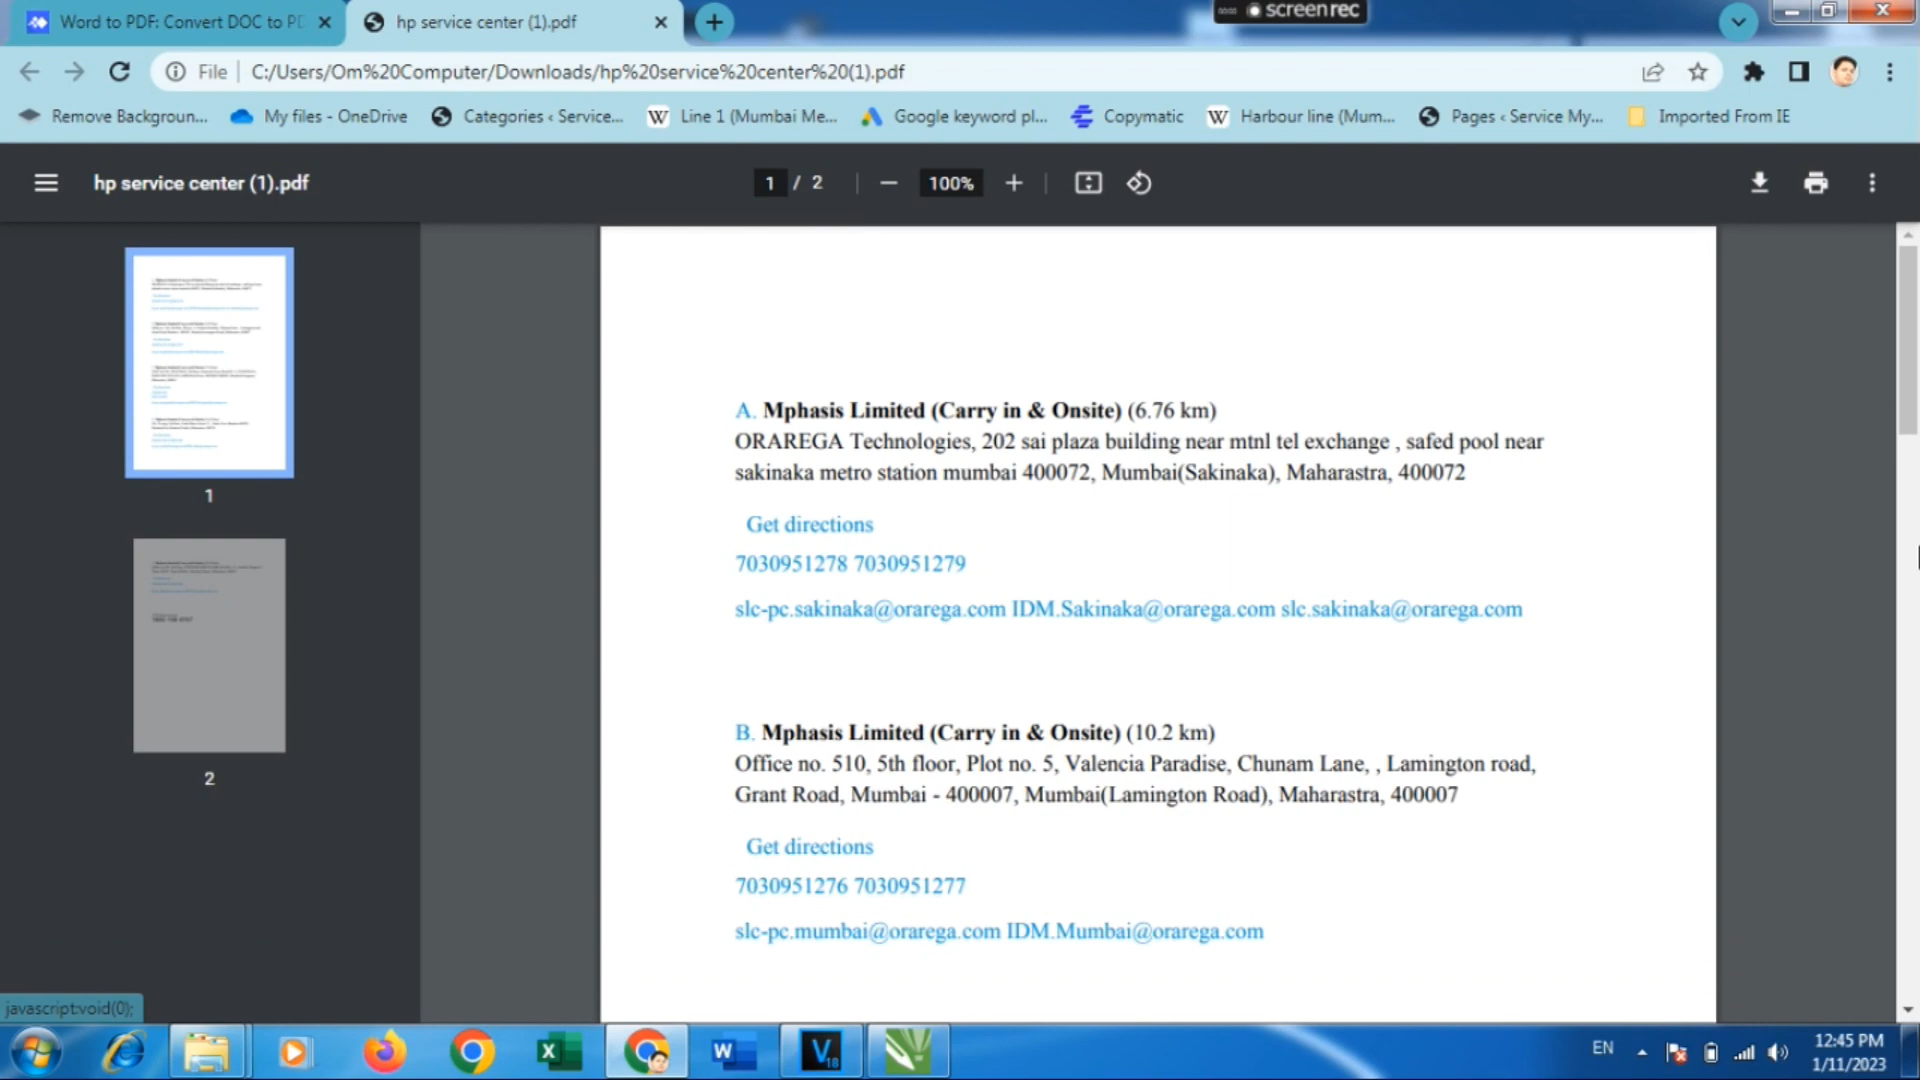 Word to PDF: Convert DOC to PD
hp service center (1).pdf
screenrec
File
C:/Users/Om%20Computer/Downloads/hp%20service%20center%20(1).pdf
Remove Backgroun...
My files - OneDrive
Categories ‹ Service...
Line 1 (Mumbai Me...
Google keyword pl...
Copymatic
Harbour line (Mum...
Pages ‹ Service My...
Imported From IE
hp service center (1).pdf
1 / 2
100%
1
2
A. Mphasis Limited (Carry in & Onsite) (6.76 km)
ORAREGA Technologies, 202 sai plaza building near mtnl tel exchange , safed pool near
sakinaka metro station mumbai 400072, Mumbai(Sakinaka), Maharastra, 400072
Get directions
7030951278 7030951279
slc-pc.sakinaka@orarega.com IDM.Sakinaka@orarega.com slc.sakinaka@orarega.com
B. Mphasis Limited (Carry in & Onsite) (10.2 km)
Office no. 510, 5th floor, Plot no. 5, Valencia Paradise, Chunam Lane, , Lamington road,
Grant Road, Mumbai - 400007, Mumbai(Lamington Road), Maharastra, 400007
Get directions
7030951276 7030951277
slc-pc.mumbai@orarega.com IDM.Mumbai@orarega.com
javascript:void(0);
EN
12:45 PM
1/11/2023